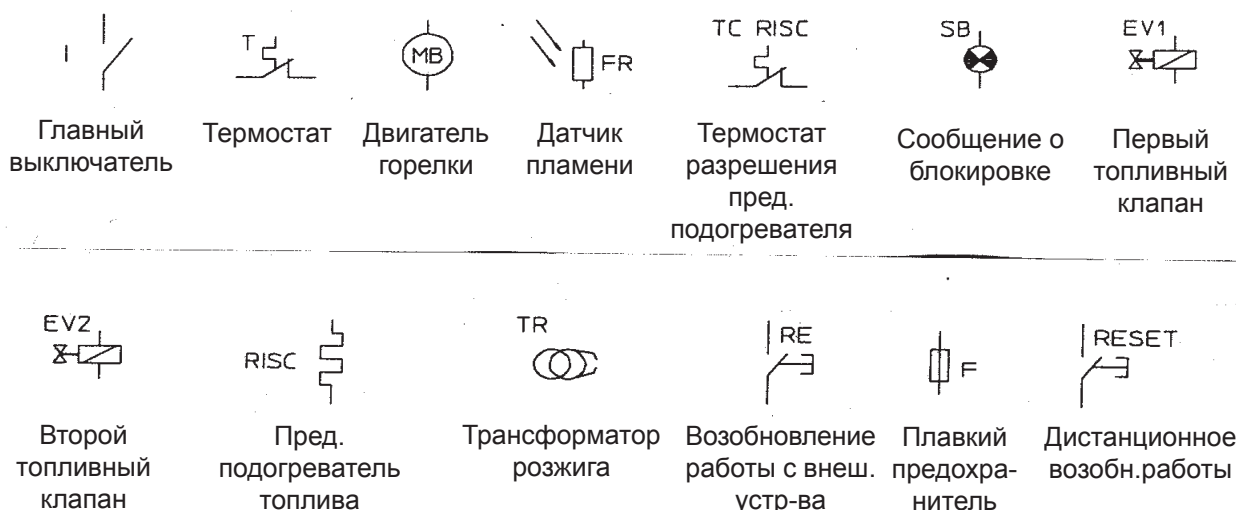 I
T
MB
FR
TC RISC
SB
EV1
Главный
выключатель
Термостат
Двигатель
горелки
Датчик
пламени
Термостат
разрешения
пред.
подогревателя
Сообщение о
блокировке
Первый
топливный
клапан
EV2
RISC
TR
RE
F
RESET
Второй
топливный
клапан
Пред.
подогреватель
топлива
Трансформатор
розжига
Возобновление
работы с внеш.
устр-ва
Плавкий
предохра-
нитель
Дистанционное
возобн.работы